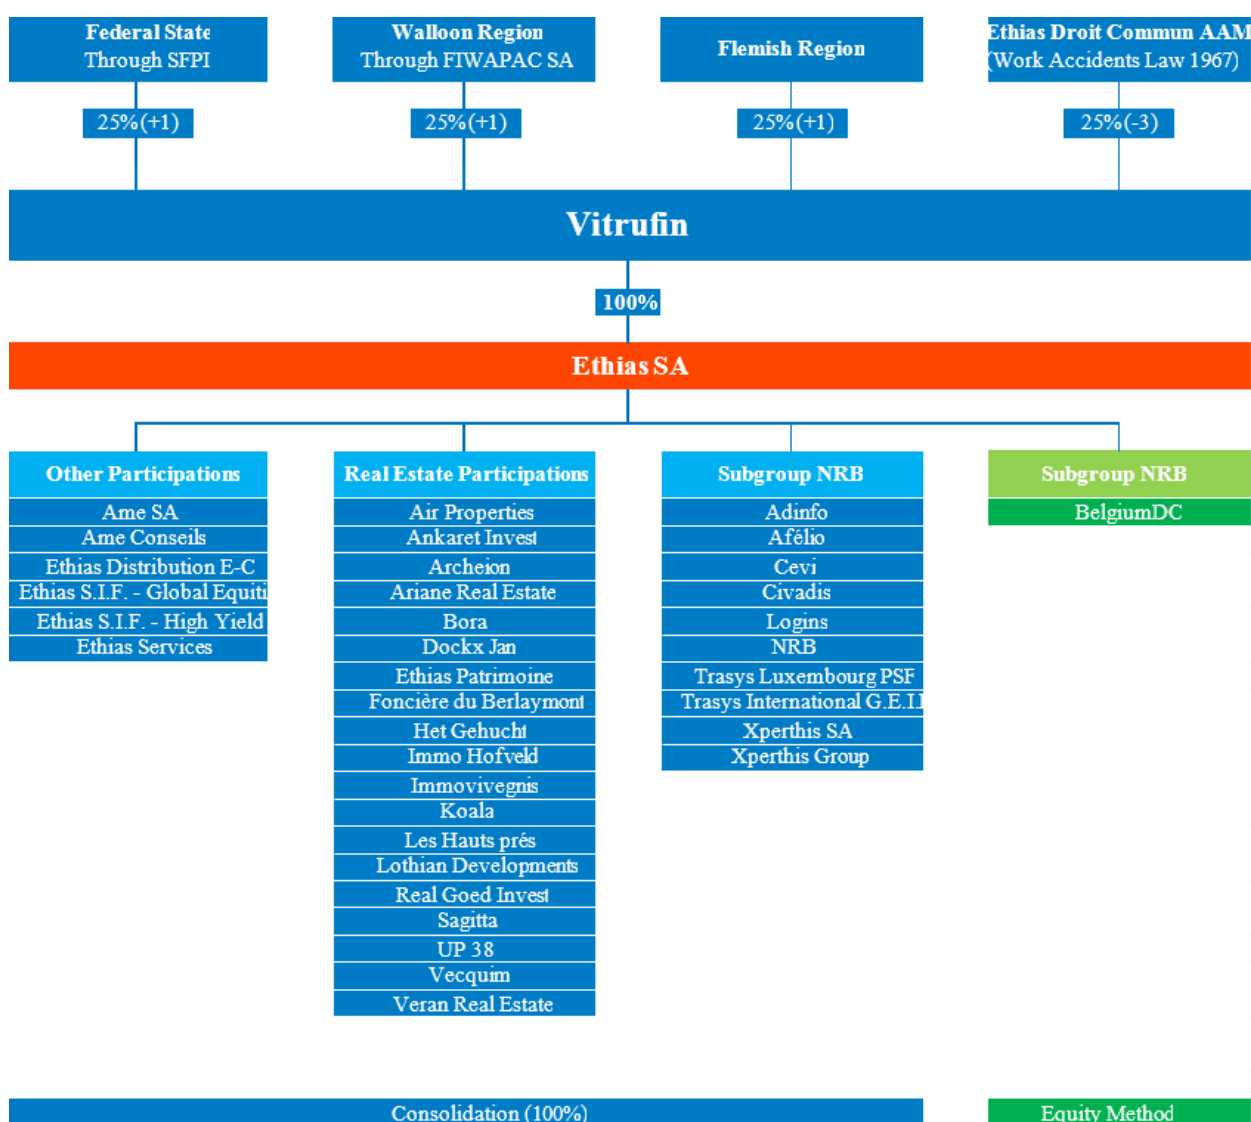 Federal State
Through SFPI
Walloon Region
Through FIWAPAC SA
Flemish Region
Ethias Droit Commun AAM
(Work Accidents Law 1967)
25%(+1)
25%(+1)
25%(+1)
25%(-3)
Vitrufin
100%
Ethias SA
Other Participations
Ame SA
Ame Conseils
Ethias Distribution E-C
Ethias S.I.F. - Global Equiti
Ethias S.I.F. - High Yield
Ethias Services
Real Estate Participations
Air Properties
Ankaret Invest
Archeion
Ariane Real Estate
Bora
Dockx Jan
Ethias Patrimoine
Foncière du Berlaymont
Het Gehucht
Immo Hofveld
Immovivegnis
Koala
Les Hauts prés
Lothian Developments
Real Goed Invest
Sagitta
UP 38
Vecquim
Veran Real Estate
Subgroup NRB
Adinfo
Afélio
Cevi
Civadis
Logins
NRB
Trasys Luxembourg PSF
Trasys International G.E.I.E
Xperthis SA
Xperthis Group
Subgroup NRB
BelgiumDC
Consolidation (100%)
Equity Method